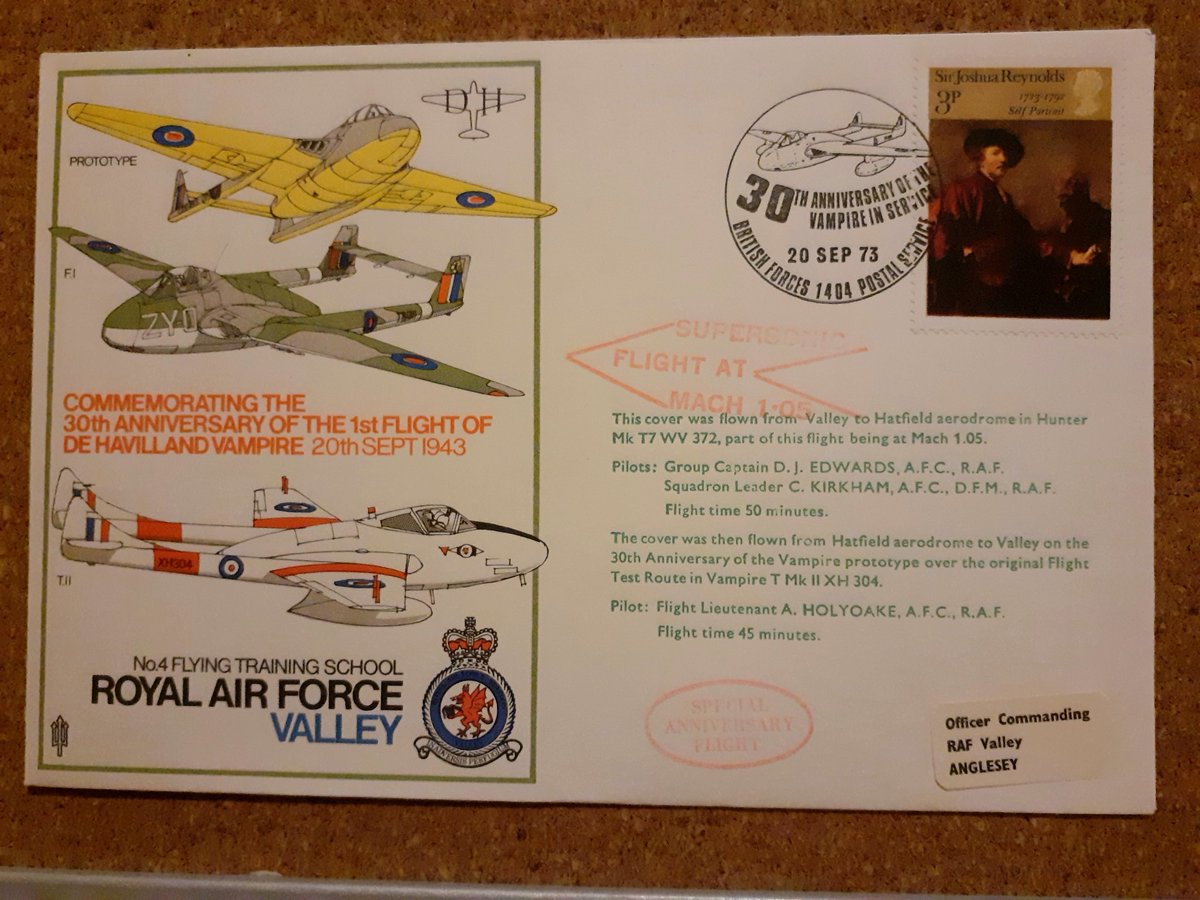 PROTOTYPE
DH
F.I
ZYO
COMMEMORATING THE
30th ANNIVERSARY OF THE 1st FLIGHT OF
DE HAVILLAND VAMPIRE 20th SEPT 1943
XH304
T.II
No.4 FLYING TRAINING SCHOOL
ROYAL AIR FORCE
VALLEY
30TH ANNIVERSARY OF THE
VAMPIRE IN SERVICE
20 SEP 73
BRITISH FORCES 1404 POSTAL SERVICE
Sir Joshua Reynolds
3P
1723-1792
Self Portrait
SUPERSONIC
FLIGHT AT
MACH 1·05
This cover was flown from Valley to Hatfield aerodrome in Hunter
Mk T7 WV 372, part of this flight being at Mach 1.05.
Pilots: Group Captain D. J. EDWARDS, A.F.C., R.A.F.
Squadron Leader C. KIRKHAM, A.F.C., D.F.M., R.A.F.
Flight time 50 minutes.
The cover was then flown from Hatfield aerodrome to Valley on the
30th Anniversary of the Vampire prototype over the original Flight
Test Route in Vampire T Mk II XH 304.
Pilot: Flight Lieutenant A. HOLYOAKE, A.F.C., R.A.F.
Flight time 45 minutes.
SPECIAL
ANNIVERSARY
FLIGHT
Officer Commanding
RAF Valley
ANGLESEY